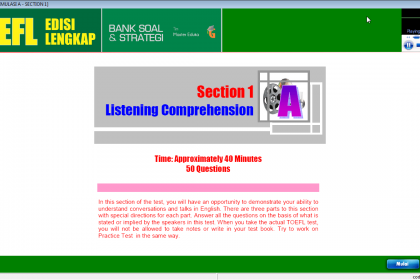 SIMULASI A - SECTION 1]
EFL EDISI LENGKAP
BANK SOAL & STRATEGI
The Master Edukasi
Playing
Section 1
Listening Comprehension
A
Time: Approximately 40 Minutes
50 Questions
In this section of the test, you will have an opportunity to demonstrate your ability to
understand conversations and talks in English. There are three parts to this section
with special directions for each part. Answer all the questions on the basis of what is
stated or implied by the speakers in this test. When you take the actual TOEFL test,
you will not be allowed to take notes or write in your test book. Try to work on
Practice Test in the same way.
Mulai